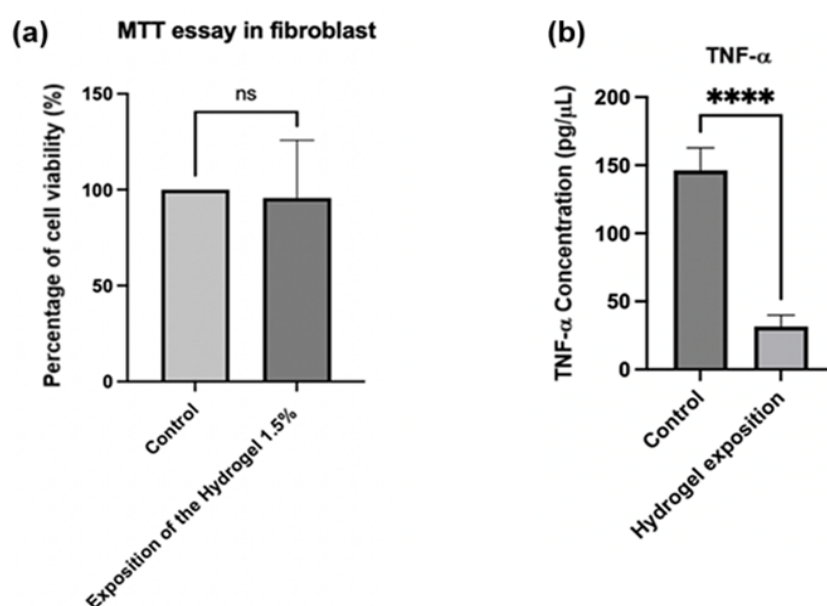 (a)
MTT essay in fibroblast
Percentage of cell viability (%)
150
100
50
0
ns
Control
Exposition of the Hydrogel 1.5%
(b)
TNF-α
TNF-α Concentration (pg/μL)
200
150
100
50
0
****
Control
Hydrogel exposition